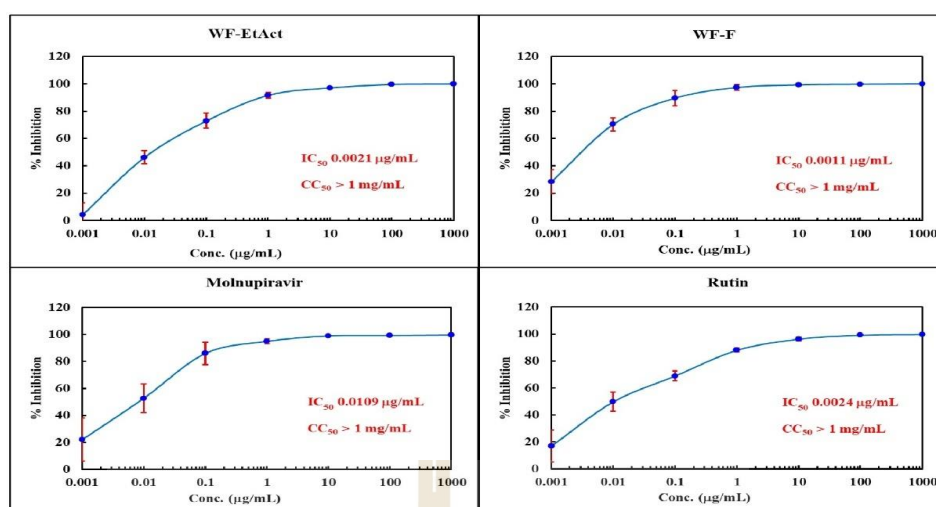 WF-EtAct
120
100
80
60
40
20
0
% Inhibition
IC50 0.0021 µg/mL
CC50 > 1 mg/mL
0.001 0.01 0.1 1 10 100 1000
Conc. (µg/mL)
WF-F
120
100
80
60
40
20
0
% Inhibition
IC50 0.0011 µg/mL
CC50 > 1 mg/mL
0.001 0.01 0.1 1 10 100 1000
Conc. (µg/mL)
Molnupiravir
120
100
80
60
40
20
0
% Inhibition
IC50 0.0109 µg/mL
CC50 > 1 mg/mL
0.001 0.01 0.1 1 10 100 1000
Conc. (µg/mL)
Rutin
120
100
80
60
40
20
0
% Inhibition
IC50 0.0024 µg/mL
CC50 > 1 mg/mL
0.001 0.01 0.1 1 10 100 1000
Conc. (µg/mL)